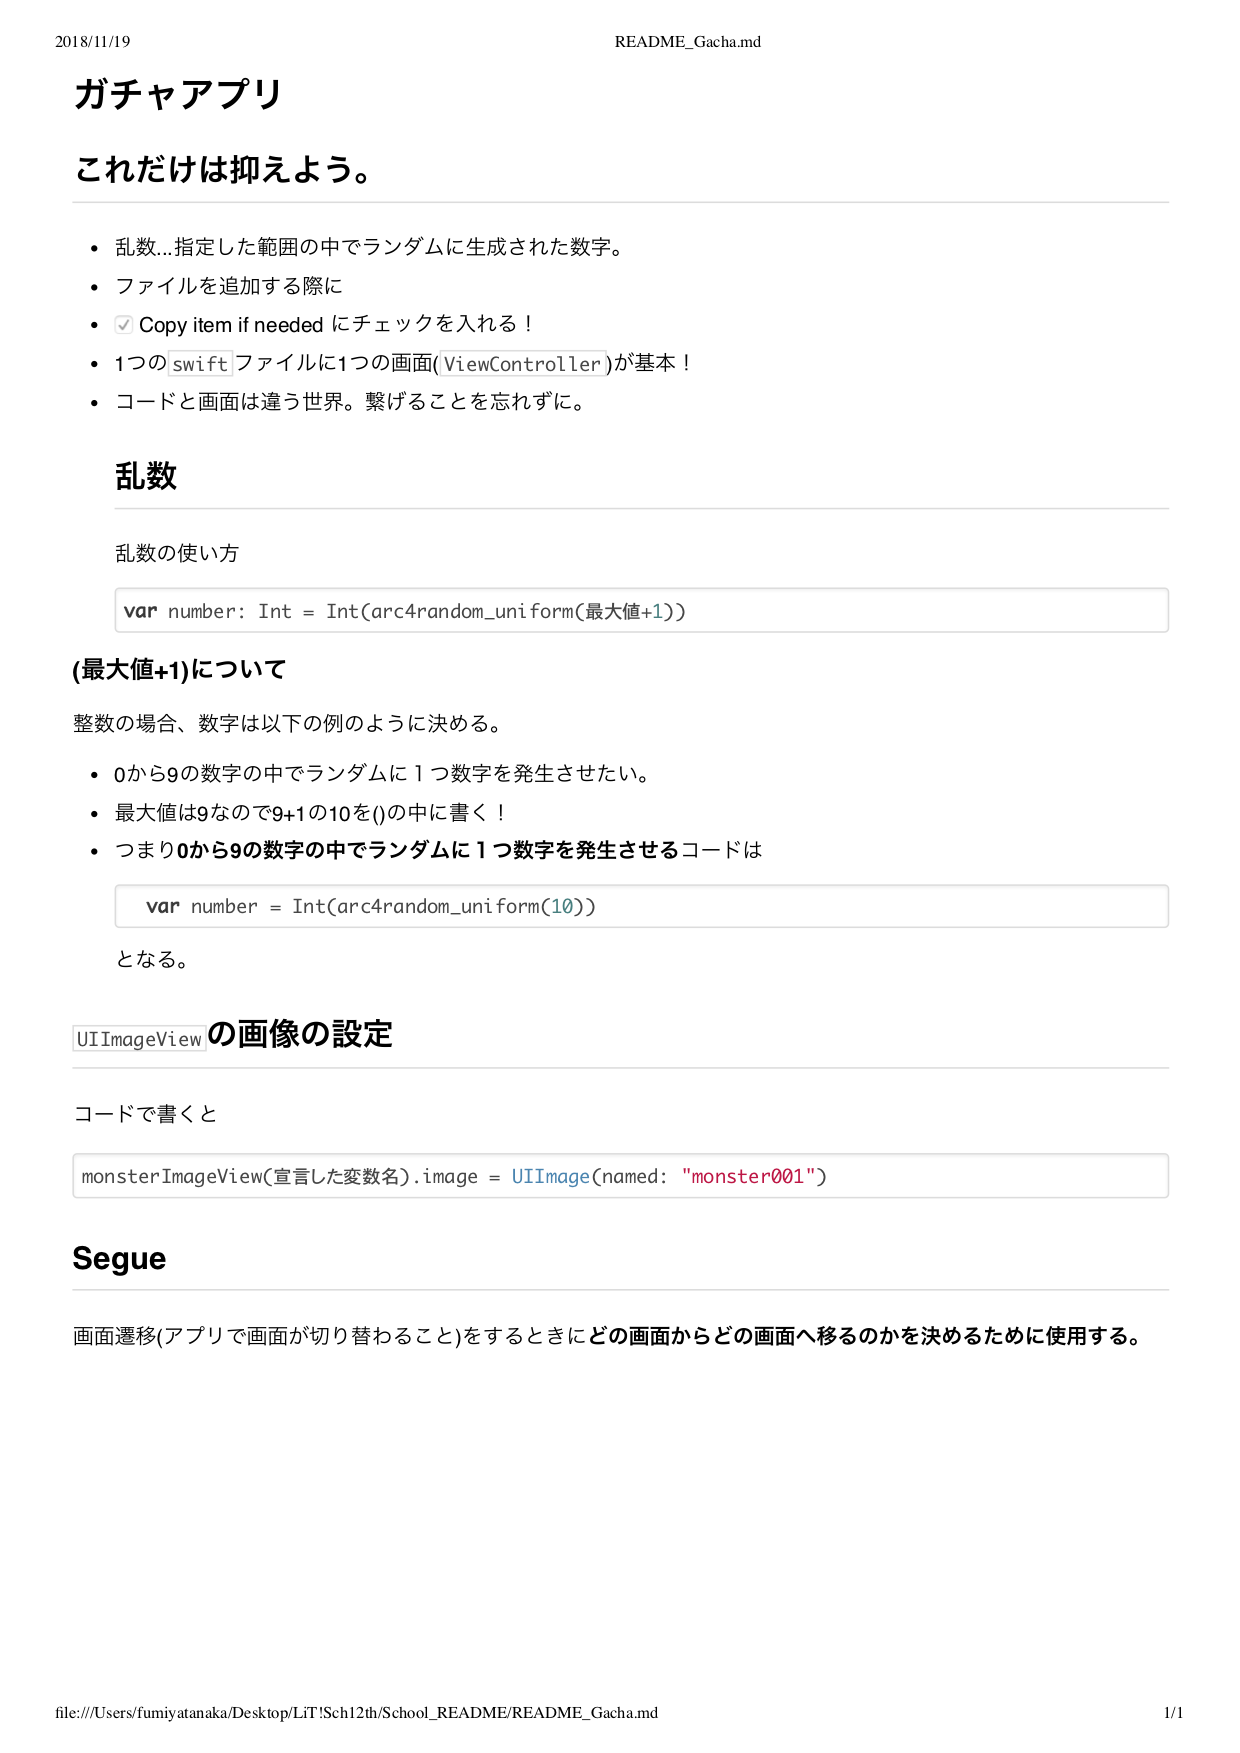 2018/11/19 README_Gacha.md
ガチャアプリ
これだけは抑えよう。
• 乱数...指定した範囲の中でランダムに生成された数字。
• ファイルを追加する際に
• Copy item if needed にチェックを入れる！
• 1つのswiftファイルに1つの画面(ViewController)が基本！
• コードと画面は違う世界。繋げることを忘れずに。
乱数
乱数の使い方
var number: Int = Int(arc4random_uniform(最大値+1))
(最大値+1)について
整数の場合、数字は以下の例のように決める。
• 0から9の数字の中でランダムに１つ数字を発生させたい。
• 最大値は9なので9+1の10を()の中に書く！
• つまり0から9の数字の中でランダムに１つ数字を発生させるコードは
var number = Int(arc4random_uniform(10))
となる。
UIImageViewの画像の設定
コードで書くと
monsterImageView(宣言した変数名).image = UIImage(named: "monster001")
Segue
画面遷移(アプリで画面が切り替わること)をするときにどの画面からどの画面へ移るのかを決めるために使用する。
file:///Users/fumiyatanaka/Desktop/LiT!Sch12th/School_README/README_Gacha.md 1/1